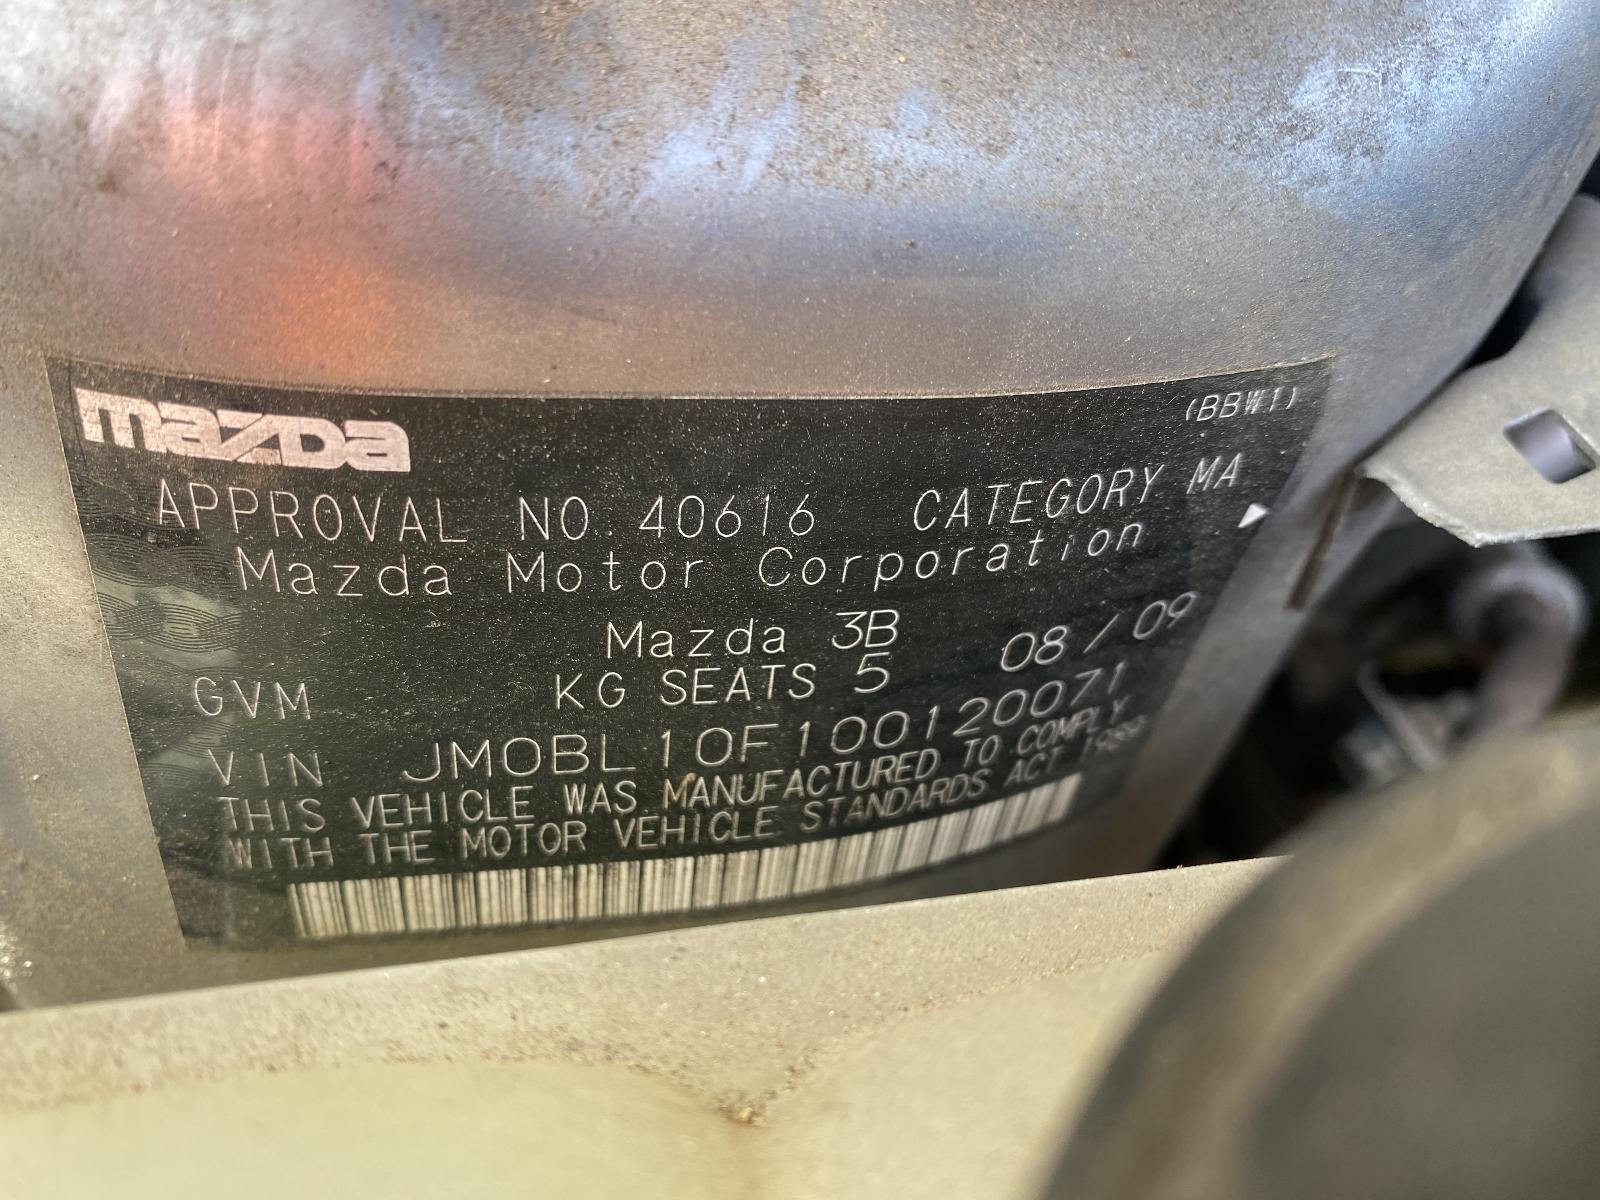 mazda
(BBW1)
APPROVAL NO. 40616 CATEGORY MA
Mazda Motor Corporation
Mazda 3B
GVM KG SEATS 5 08/09
VIN JM0BL10F100120071
THIS VEHICLE WAS MANUFACTURED TO COMPLY
WITH THE MOTOR VEHICLE STANDARDS ACT 1989